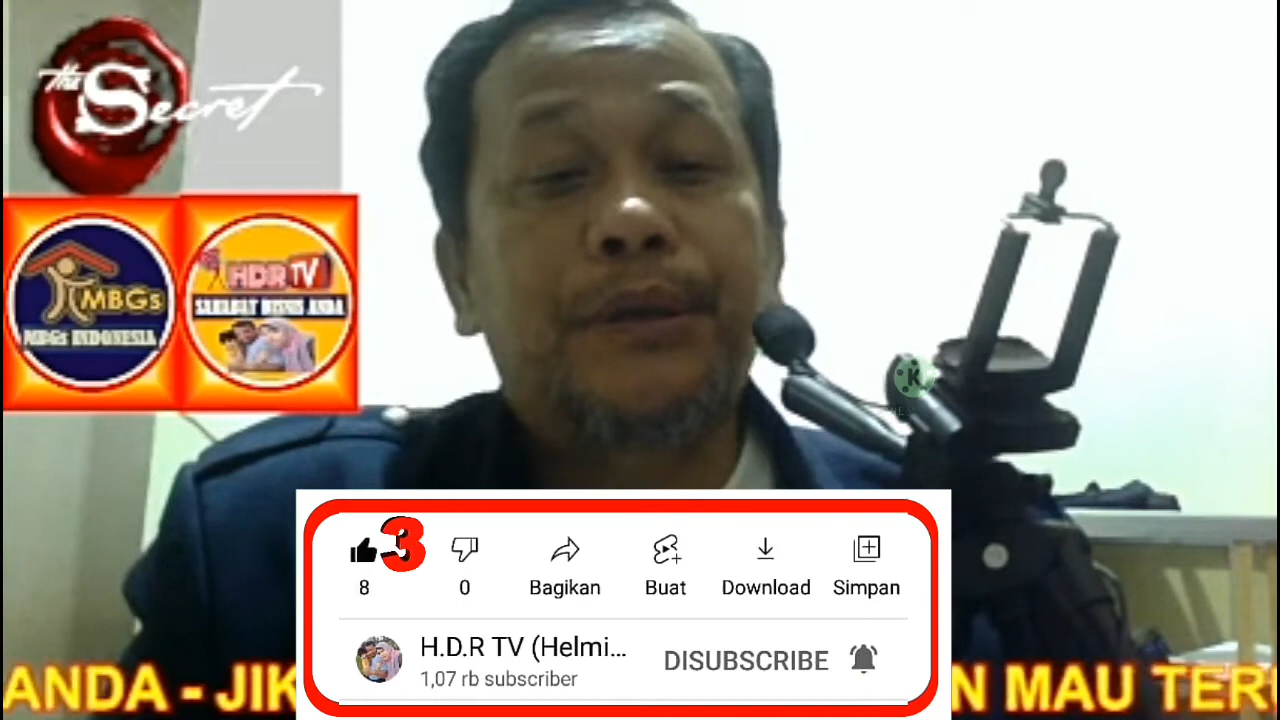 the Secret
MBGs
MBGs INDONESIA
HDR TV
SAHABAT BISNIS ANDA
K
3
8
0
Bagikan
Buat
Download
Simpan
H.D.R TV (Helmi...
1,07 rb subscriber
DISUBSCRIBE
ANDA - JIK
N MAU TER